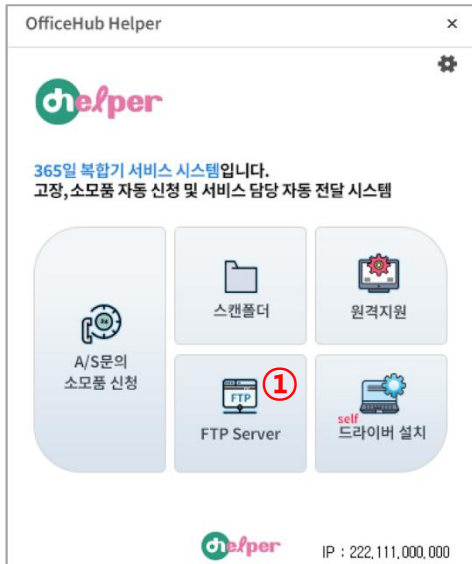 OfficeHub Helper ×
ohelper
365일 복합기 서비스 시스템입니다.
고장, 소모품 자동 신청 및 서비스 담당 자동 전달 시스템
24
A/S문의
소모품 신청
스캔폴더
원격지원
FTP
①
FTP Server
self
드라이버 설치
ohelper
IP : 222,111,000,000